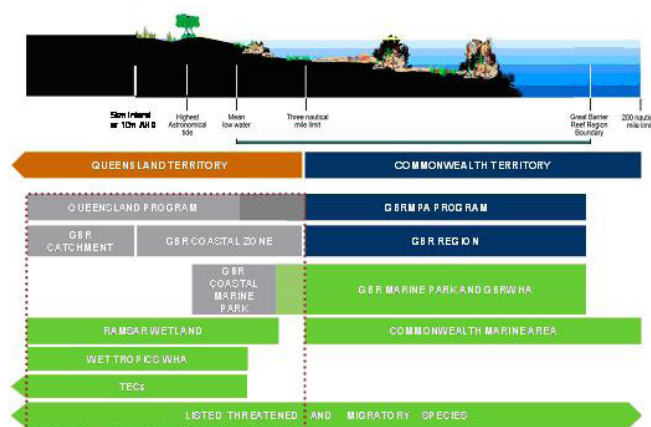 5km Inland
or 10m AHD
Highest
Astronomical
tide
Mean
low water
Three nautical
mile limit
Great Barrier
Reef Region
Boundary
200 nautic
mile limi
QUEENSLAND TERRITORY
COMMONWEALTH TERRITORY
QUEENSLAND PROGRAM
GBRMPA PROGRAM
GBR
CATCHMENT
GBR COASTAL ZONE
GBR REGION
GBR
COASTAL
MARINE
PARK
GBR MARINE PARK AND GBRWHA
RAMSAR WETLAND
COMMONWEALTH MARINE AREA
WET TROPICS WHA
TECs
LISTED THREATENED AND MIGRATORY SPECIES